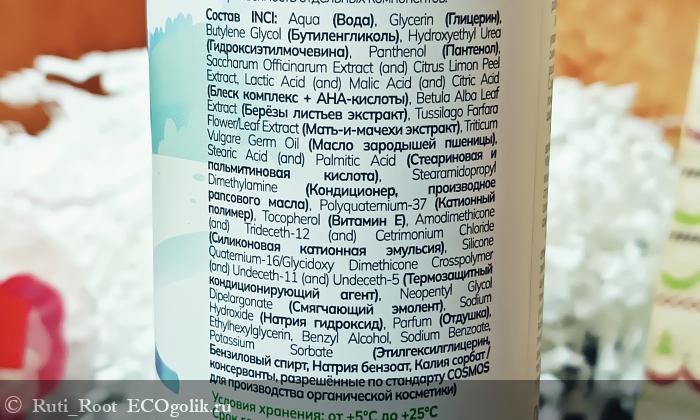 отдельных компонентов.
Состав INCI: Aqua (Вода), Glycerin (Глицерин),
Butylene Glycol (Бутиленгликоль), Hydroxyethyl Urea
(Гидроксиэтилмочевина), Panthenol (Пантенол),
Saccharum Officinarum Extract (and) Citrus Limon Peel
Extract, Lactic Acid (and) Malic Acid (and) Citric Acid
(Блеск комплекс + АНА-кислоты), Betula Alba Leaf
Extract (Берёзы листьев экстракт), Tussilago Farfara
Flower/Leaf Extract (Мать-и-мачехи экстракт), Triticum
Vulgare Germ Oil (Масло зародышей пшеницы),
Stearic Acid (and) Palmitic Acid (Стеариновая и
пальмитиновая кислота), Stearamidopropyl
Dimethylamine (Кондиционер, производное
рапсового масла), Polyquaternium-37 (Катионный
полимер), Tocopherol (Витамин Е), Amodimethicone
(and) Trideceth-12 (and) Cetrimonium Chloride
(Силиконовая катионная эмульсия), Silicone
Quaternium-16/Glycidoxy Dimethicone Crosspolymer
(and) Undeceth-11 (and) Undeceth-5 (Термозащитный
кондиционирующий агент), Neopentyl Glycol
Dipelargonate (Смягчающий эмолент), Sodium
Hydroxide (Натрия гидроксид), Parfum (Отдушка),
Ethylhexylglycerin, Benzyl Alcohol, Sodium Benzoate,
Potassium Sorbate (Этилгексилглицерин,
Бензиловый спирт, Натрия бензоат, Калия сорбат/
консерванты, разрешённые по стандарту COSMOS
для производства органической косметики)
Условия хранения: от +5°С до +25°С
Ruti_Root ECOgolik.ru